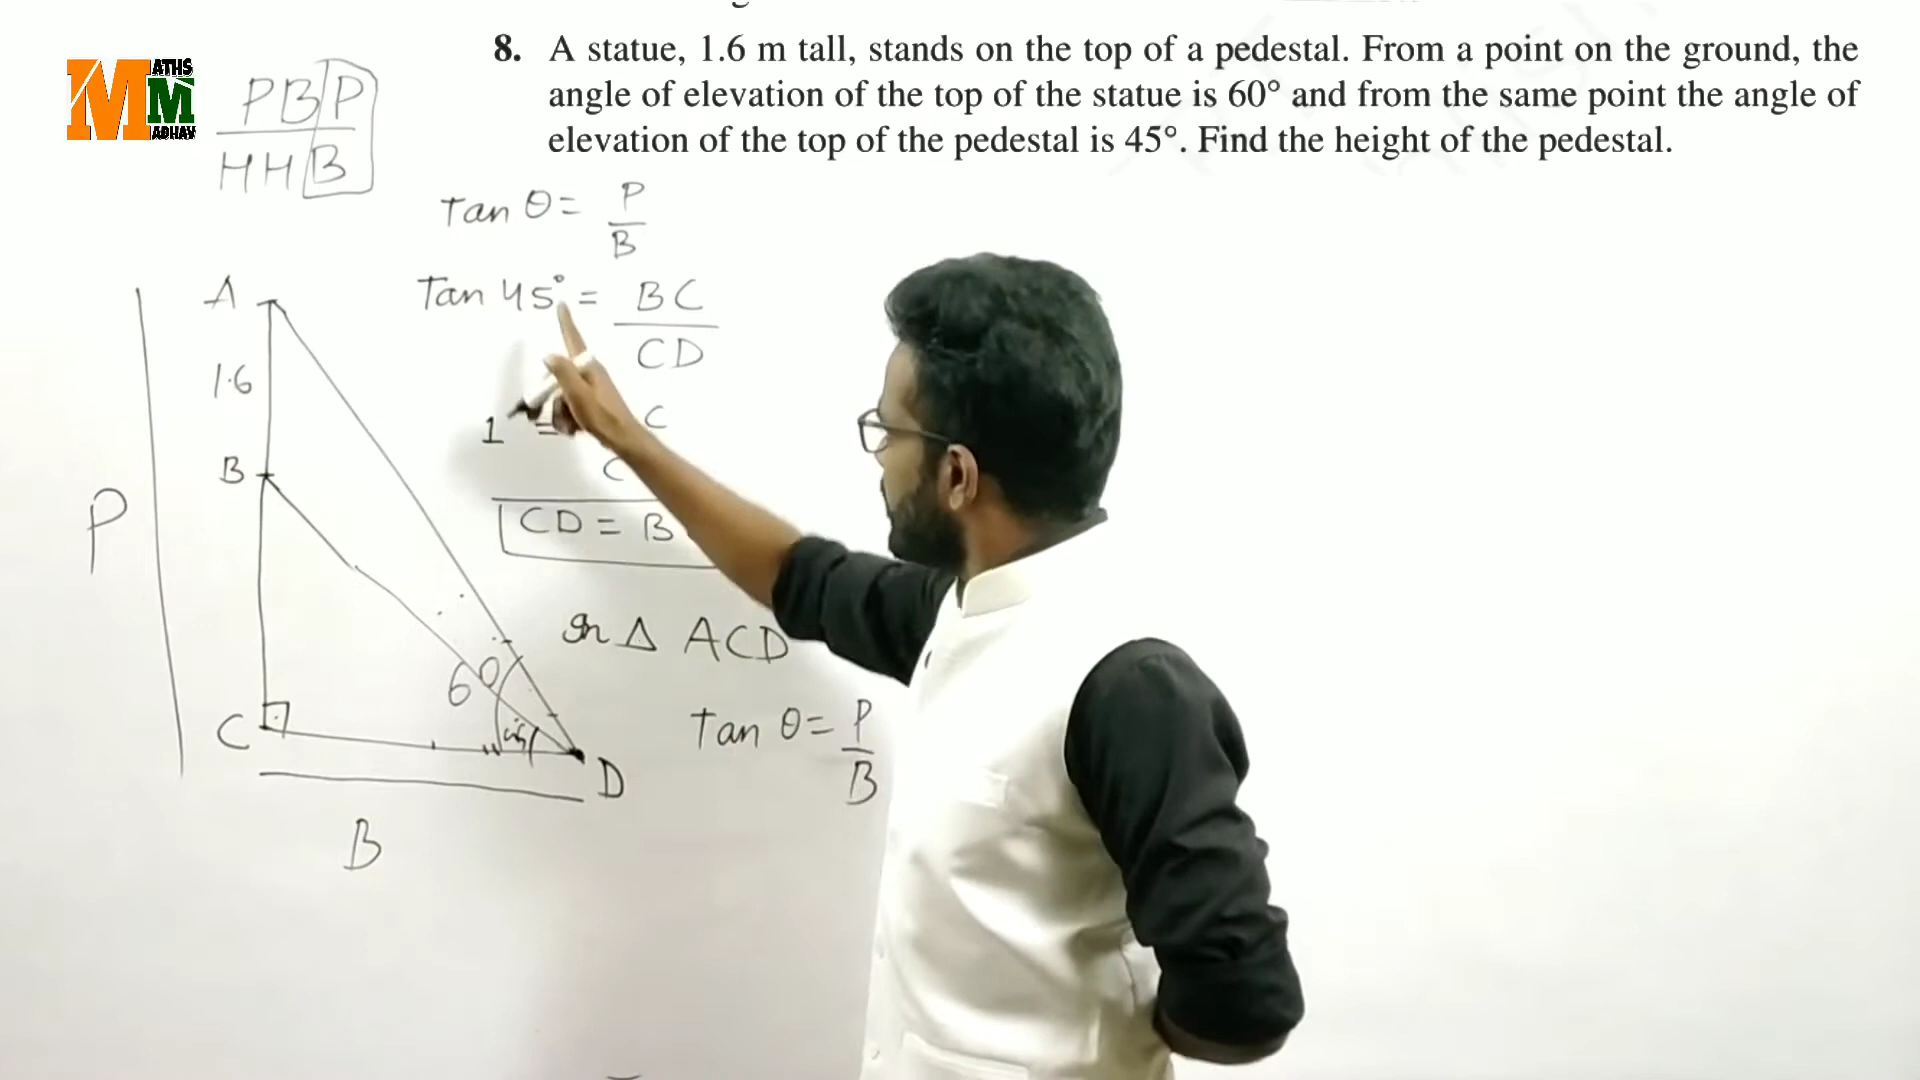 8. A statue, 1.6 m tall, stands on the top of a pedestal. From a point on the ground, the
angle of elevation of the top of the statue is 60° and from the same point the angle of
elevation of the top of the pedestal is 45°. Find the height of the pedestal.
MATHS
MADHAV
PBP
HHB
Tan θ = P
B
Tan 45° = BC
CD
1 = C
C
CD = B
In Δ ACD
Tan θ = P
B
A
1.6
B
P
60
45
C
D
B